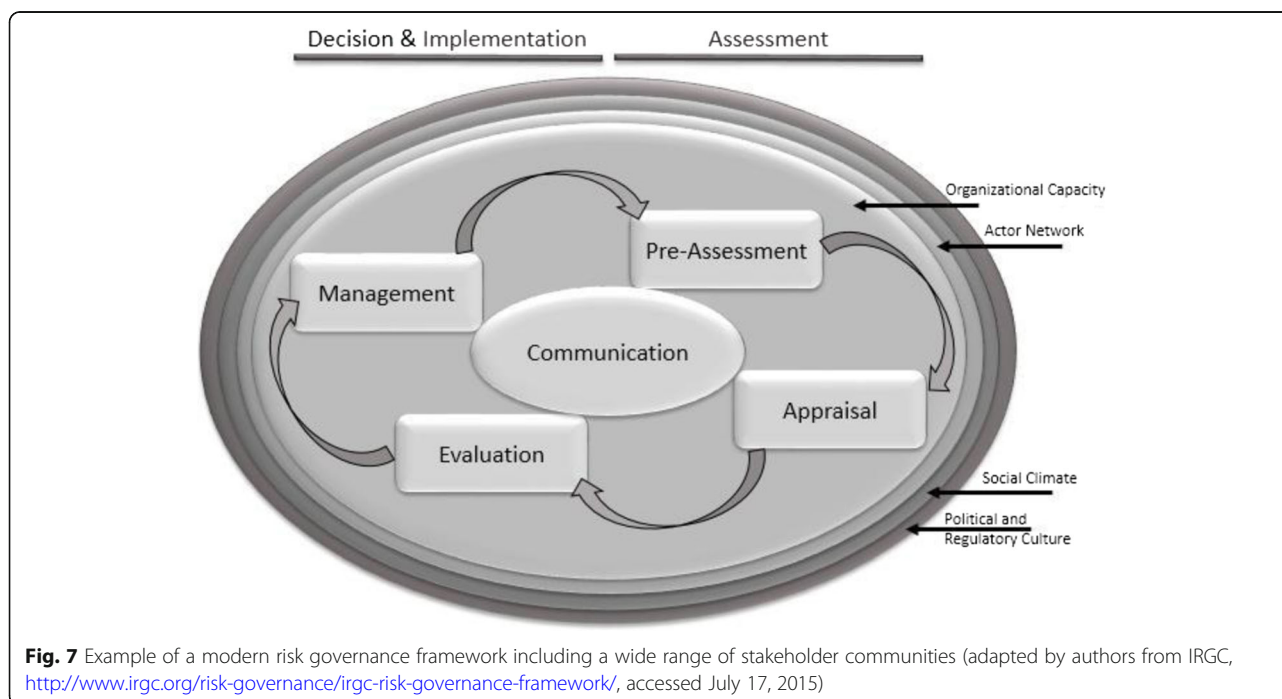 Decision & Implementation
Assessment
Organizational Capacity
Actor Network
Pre-Assessment
Management
Communication
Appraisal
Evaluation
Social Climate
Political and
Regulatory Culture
Fig. 7 Example of a modern risk governance framework including a wide range of stakeholder communities (adapted by authors from IRGC,
http://www.irgc.org/risk-governance/irgc-risk-governance-framework/, accessed July 17, 2015)